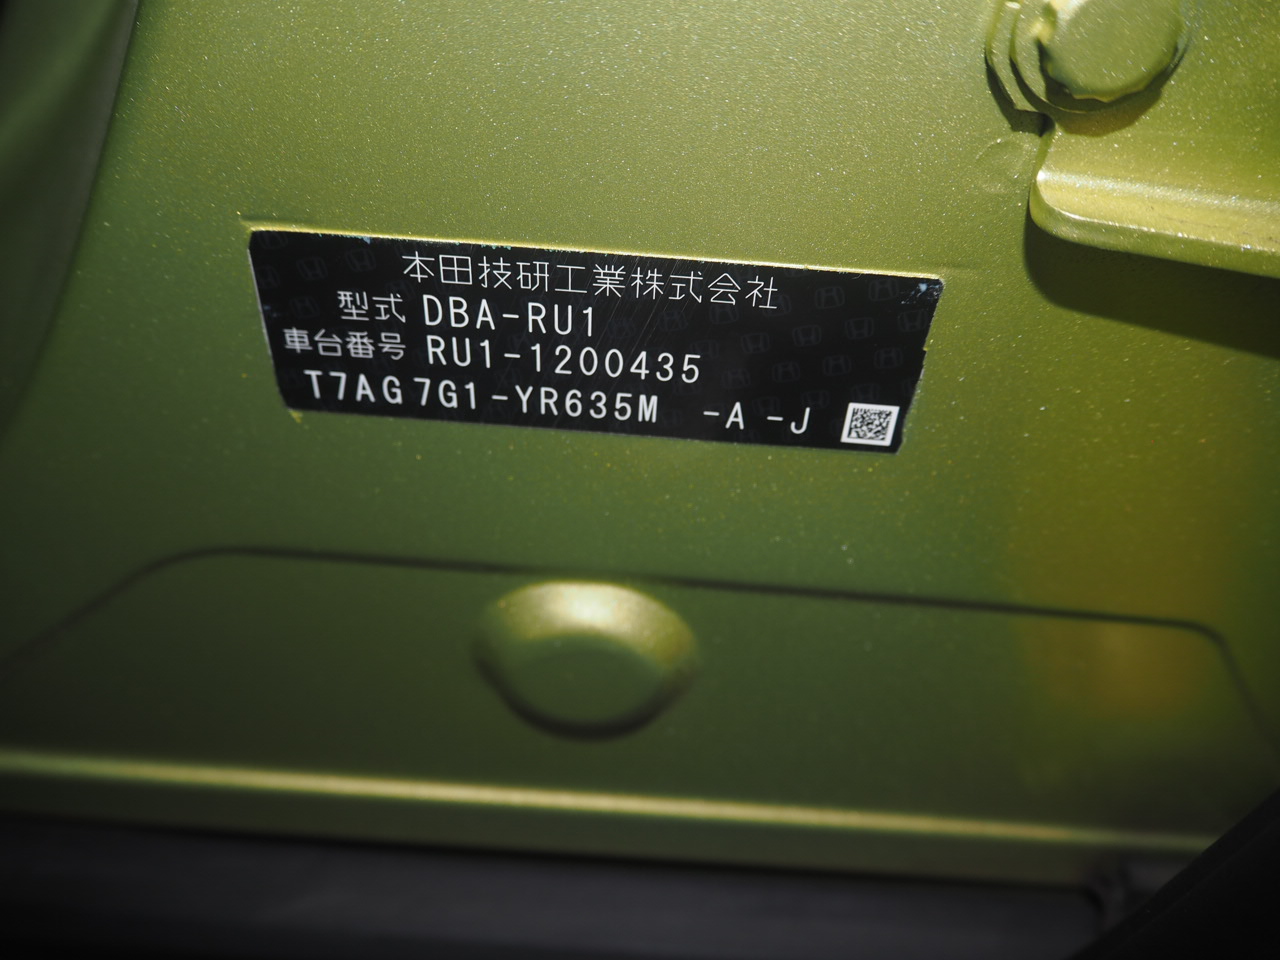 本田技研工業株式会社
型式 DBA-RU1
車台番号 RU1-1200435
T7AG7G1-YR635M -A -J